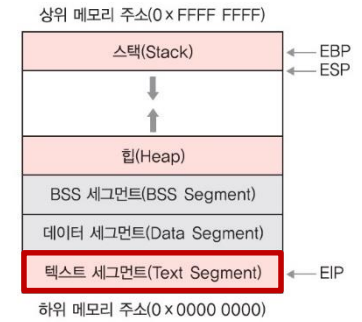 상위 메모리 주소(0×FFFF FFFF)
스택(Stack)
EBP
ESP
힙(Heap)
BSS 세그먼트(BSS Segment)
데이터 세그먼트(Data Segment)
텍스트 세그먼트(Text Segment)
EIP
하위 메모리 주소(0×0000 0000)